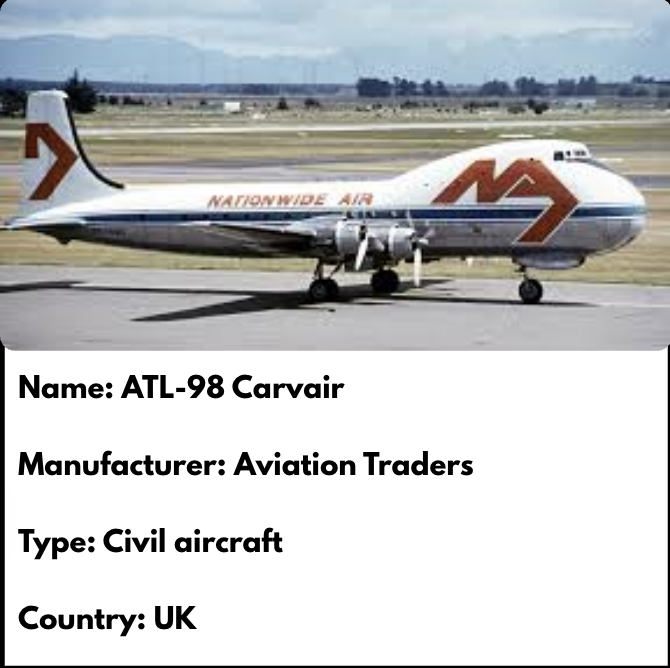 NATIONWIDE AIR
Name: ATL-98 Carvair
Manufacturer: Aviation Traders
Type: Civil aircraft
Country: UK